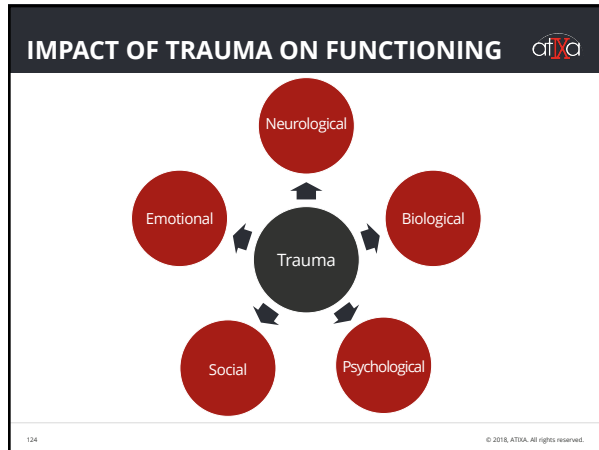 IMPACT OF TRAUMA ON FUNCTIONING
atIXa
Neurological
Emotional
Biological
Trauma
Social
Psychological
124
© 2018, ATIXA. All rights reserved.